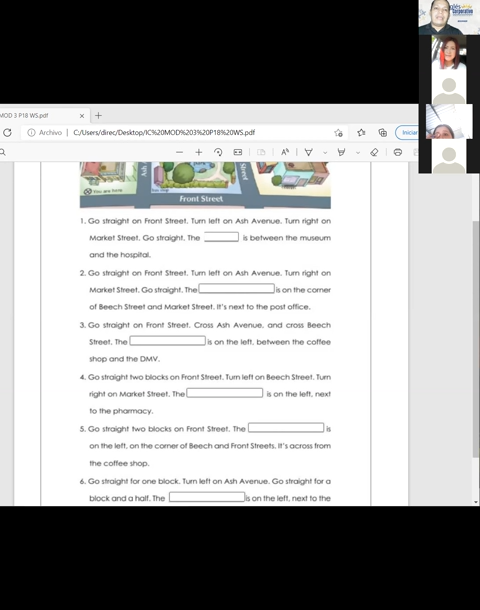 Corporative
MOD 3 P18 WS.pdf
Archivo
C:/Users/direc/Desktop/IC%20MOD%203%20P18%20WS.pdf
Iniciar
You are here
Ash
Street
Front Street
1. Go straight on Front Street. Turn left on Ash Avenue. Turn right on
Market Street. Go straight. The ______ is between the museum
and the hospital.
2. Go straight on Front Street. Turn left on Ash Avenue. Turn right on
Market Street. Go straight. The is on the corner
of Beech Street and Market Street. It's next to the post office.
3. Go straight on Front Street. Cross Ash Avenue, and cross Beech
Street. The is on the left, between the coffee
shop and the DMV.
4. Go straight two blocks on Front Street. Turn left on Beech Street. Turn
right on Market Street. The is on the left, next
to the pharmacy.
5. Go straight two blocks on Front Street. The is
on the left, on the corner of Beech and Front Streets. It's across from
the coffee shop.
6. Go straight for one block. Turn left on Ash Avenue. Go straight for a
block and a half. The is on the left, next to the